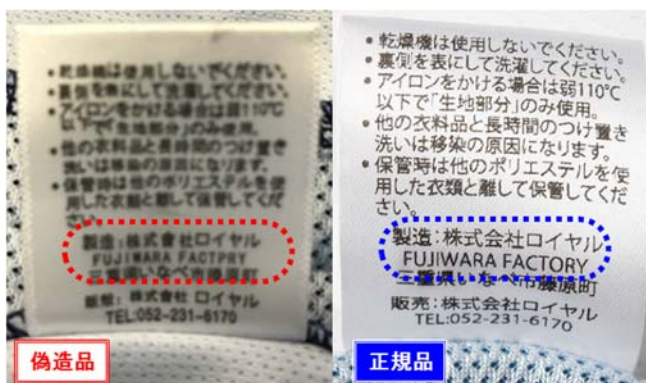 ・乾燥機は使用しないでください。
・裏側を表にして洗濯してください。
・アイロンをかける場合は弱110℃
以下で「生地部分」のみ使用。
・他の衣料品と長時間のつけ置き
洗いは移染の原因になります。
・保管時は他のポリエステルを使
用した衣類と離して保管してくだ
さい。
製造:株式会社ロイヤル
FUJIWARA FACTPRY
三重県いなべ市藤原町
販売:株式会社 ロイヤル
TEL:052-231-6170
偽造品
・乾燥機は使用しないでください。
・裏側を表にして洗濯してください。
・アイロンをかける場合は弱110℃
以下で「生地部分」のみ使用。
・他の衣料品と長時間のつけ置き
洗いは移染の原因になります。
・保管時は他のポリエステルを使
用した衣類と離して保管してくだ
さい。
製造:株式会社ロイヤル
FUJIWARA FACTORY
三重県いなべ市藤原町
販売:株式会社ロイヤル
TEL:052-231-6170
正規品